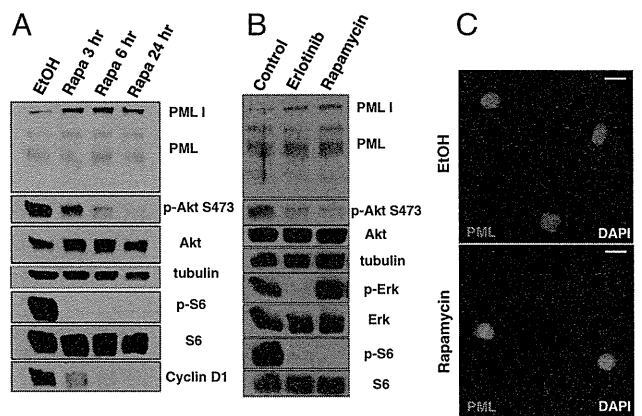 A
EtOH
Rapa 3 hr
Rapa 6 hr
Rapa 24 hr
PML I
PML
p-Akt S473
Akt
tubulin
p-S6
S6
Cyclin D1
B
Control
Erlotinib
Rapamycin
PML I
PML
p-Akt S473
Akt
tubulin
p-Erk
Erk
p-S6
S6
C
EtOH
PML
DAPI
Rapamycin
PML
DAPI